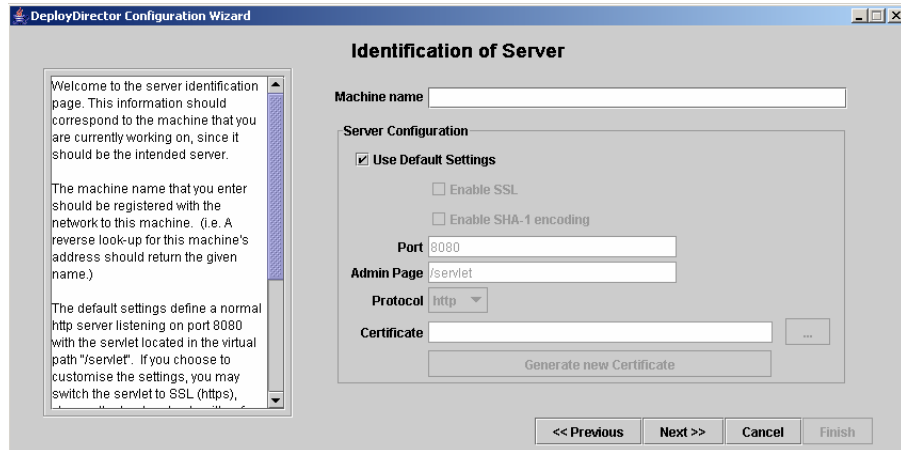 DeployDirector Configuration Wizard
Identification of Server
Welcome to the server identification
page. This information should
correspond to the machine that you
are currently working on, since it
should be the intended server.
The machine name that you enter
should be registered with the
network to this machine. (i.e. A
reverse look-up for this machine's
address should return the given
name.)
The default settings define a normal
http server listening on port 8080
with the servlet located in the virtual
path "/servlet". If you choose to
customise the settings, you may
switch the servlet to SSL (https),
Machine name
Server Configuration
Use Default Settings
Enable SSL
Enable SHA-1 encoding
Port 8080
Admin Page /servlet
Protocol http
Certificate ...
Generate new Certificate
<< Previous Next >> Cancel Finish